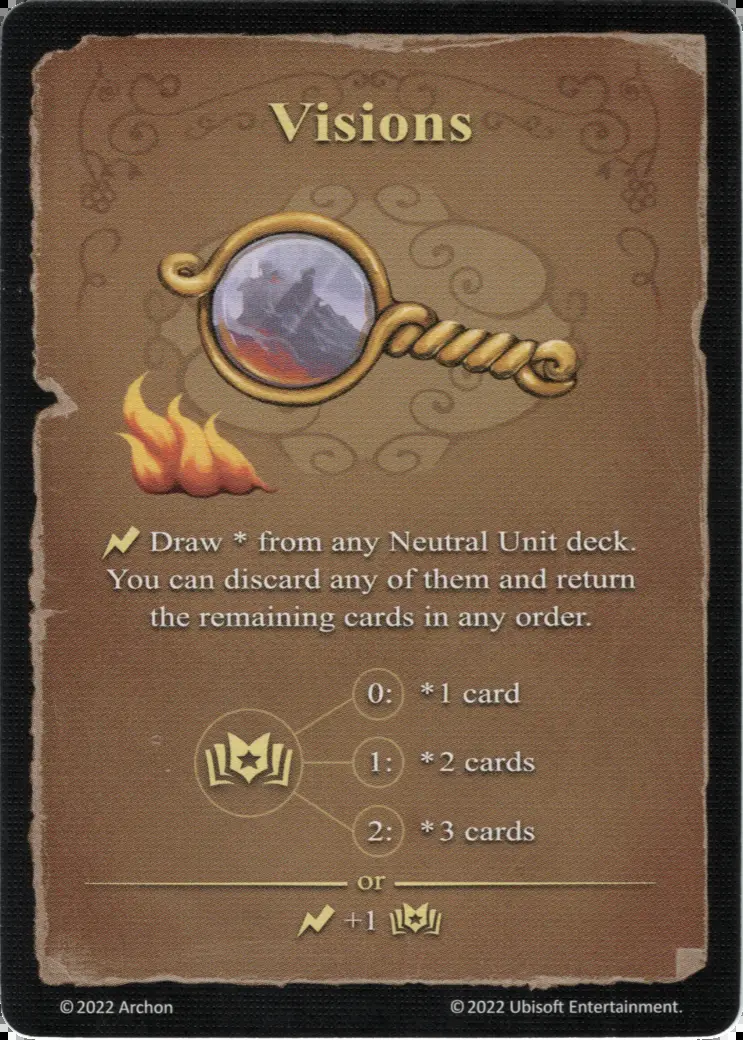 Visions
Draw * from any Neutral Unit deck.
You can discard any of them and return
the remaining cards in any order.
0: *1 card
1: *2 cards
2: *3 cards
or
+1
© 2022 Archon © 2022 Ubisoft Entertainment.